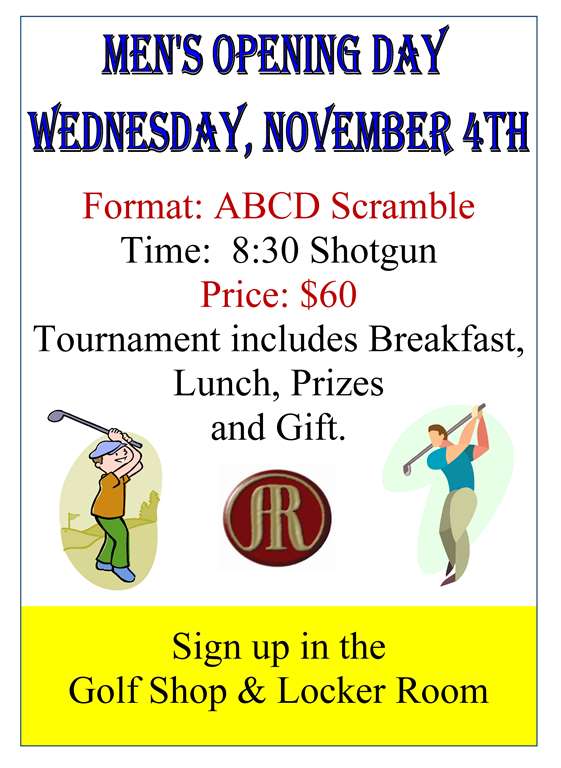 MEN'S OPENING DAY
WEDNESDAY, NOVEMBER 4TH
Format: ABCD Scramble
Time:  8:30 Shotgun
Price: $60
Tournament includes Breakfast,
Lunch, Prizes
and Gift.
AR
Sign up in the
Golf Shop & Locker Room